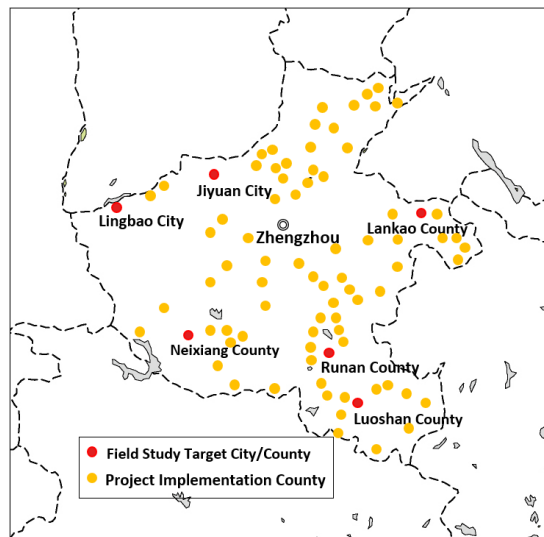 Jiyuan City
Lingbao City
Lankao County
Zhengzhou
Neixiang County
Runan County
Luoshan County
Field Study Target City/County
Project Implementation County